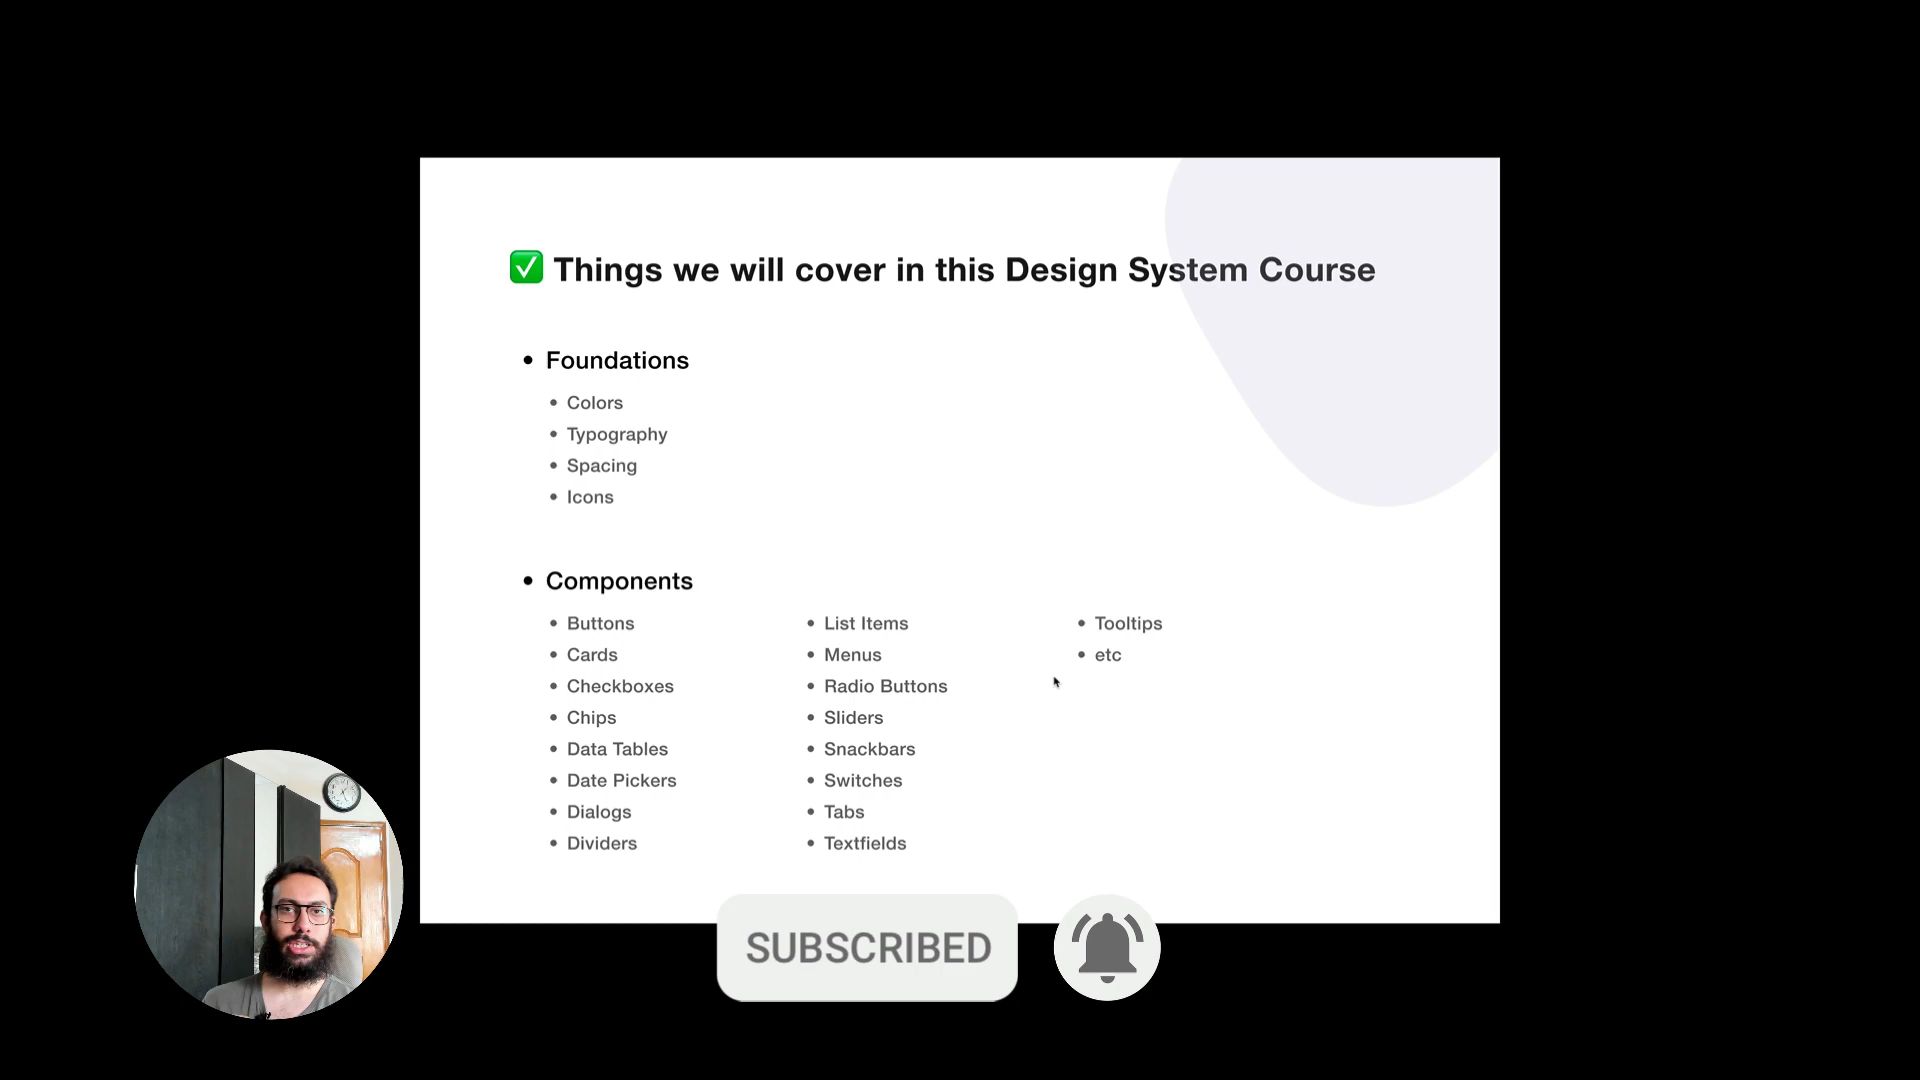 ✅ Things we will cover in this Design System Course
• Foundations
• Colors
• Typography
• Spacing
• Icons
• Components
• Buttons
• Cards
• Checkboxes
• Chips
• Data Tables
• Date Pickers
• Dialogs
• Dividers
• List Items
• Menus
• Radio Buttons
• Sliders
• Snackbars
• Switches
• Tabs
• Textfields
• Tooltips
• etc
SUBSCRIBED